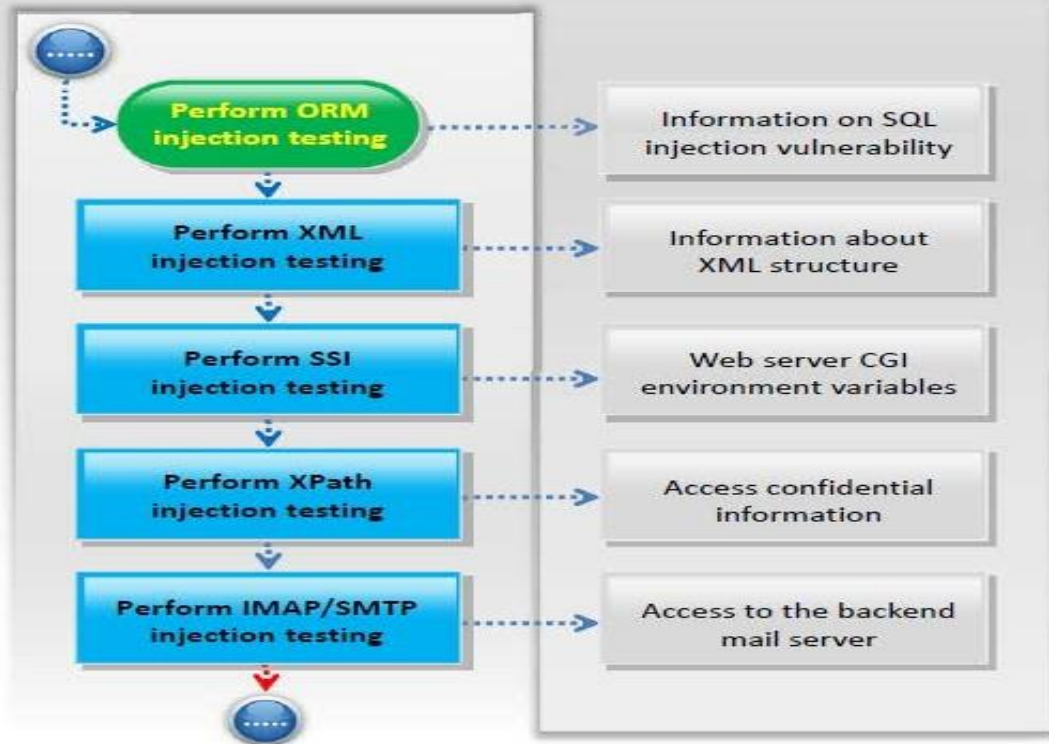 Perform ORM
injection testing
Information on SQL
injection vulnerability
Perform XML
injection testing
Information about
XML structure
Perform SSI
injection testing
Web server CGI
environment variables
Perform XPath
injection testing
Access confidential
information
Perform IMAP/SMTP
injection testing
Access to the backend
mail server